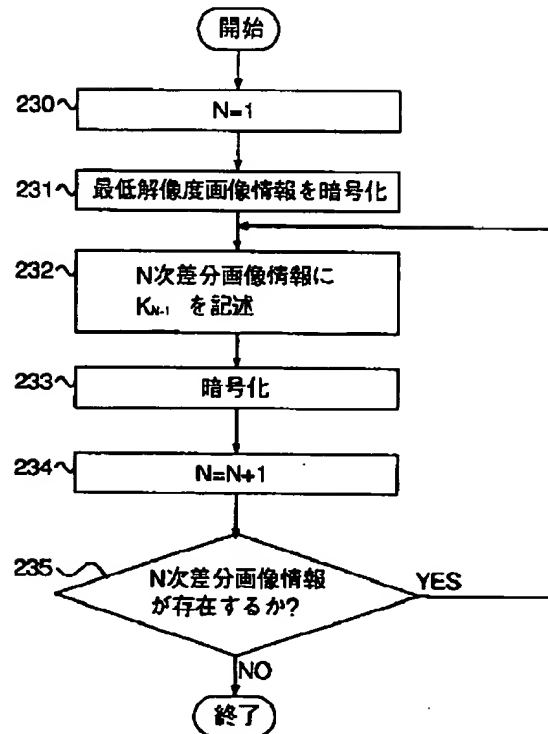 開始
230
N=1
231
最低解像度画像情報を暗号化
232
N次差分画像情報に
KN-1 を記述
233
暗号化
234
N=N+1
235
N次差分画像情報
が存在するか?
YES
NO
終了